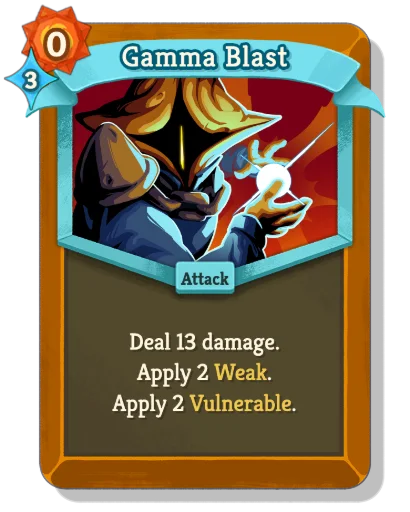 0
3
Gamma Blast
Attack
Deal 13 damage.
Apply 2 Weak.
Apply 2 Vulnerable.